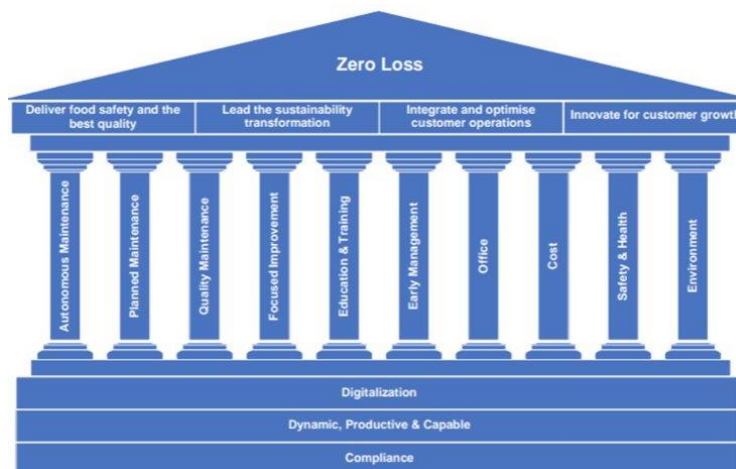 Zero Loss
Deliver food safety and the
best quality
Lead the sustainability
transformation
Integrate and optimise
customer operations
Innovate for customer growth
Autonomous Maintenance
Planned Maintenance
Quality Maintenance
Focused Improvement
Education & Training
Early Management
Office
Cost
Safety & Health
Environment
Digitalization
Dynamic, Productive & Capable
Compliance